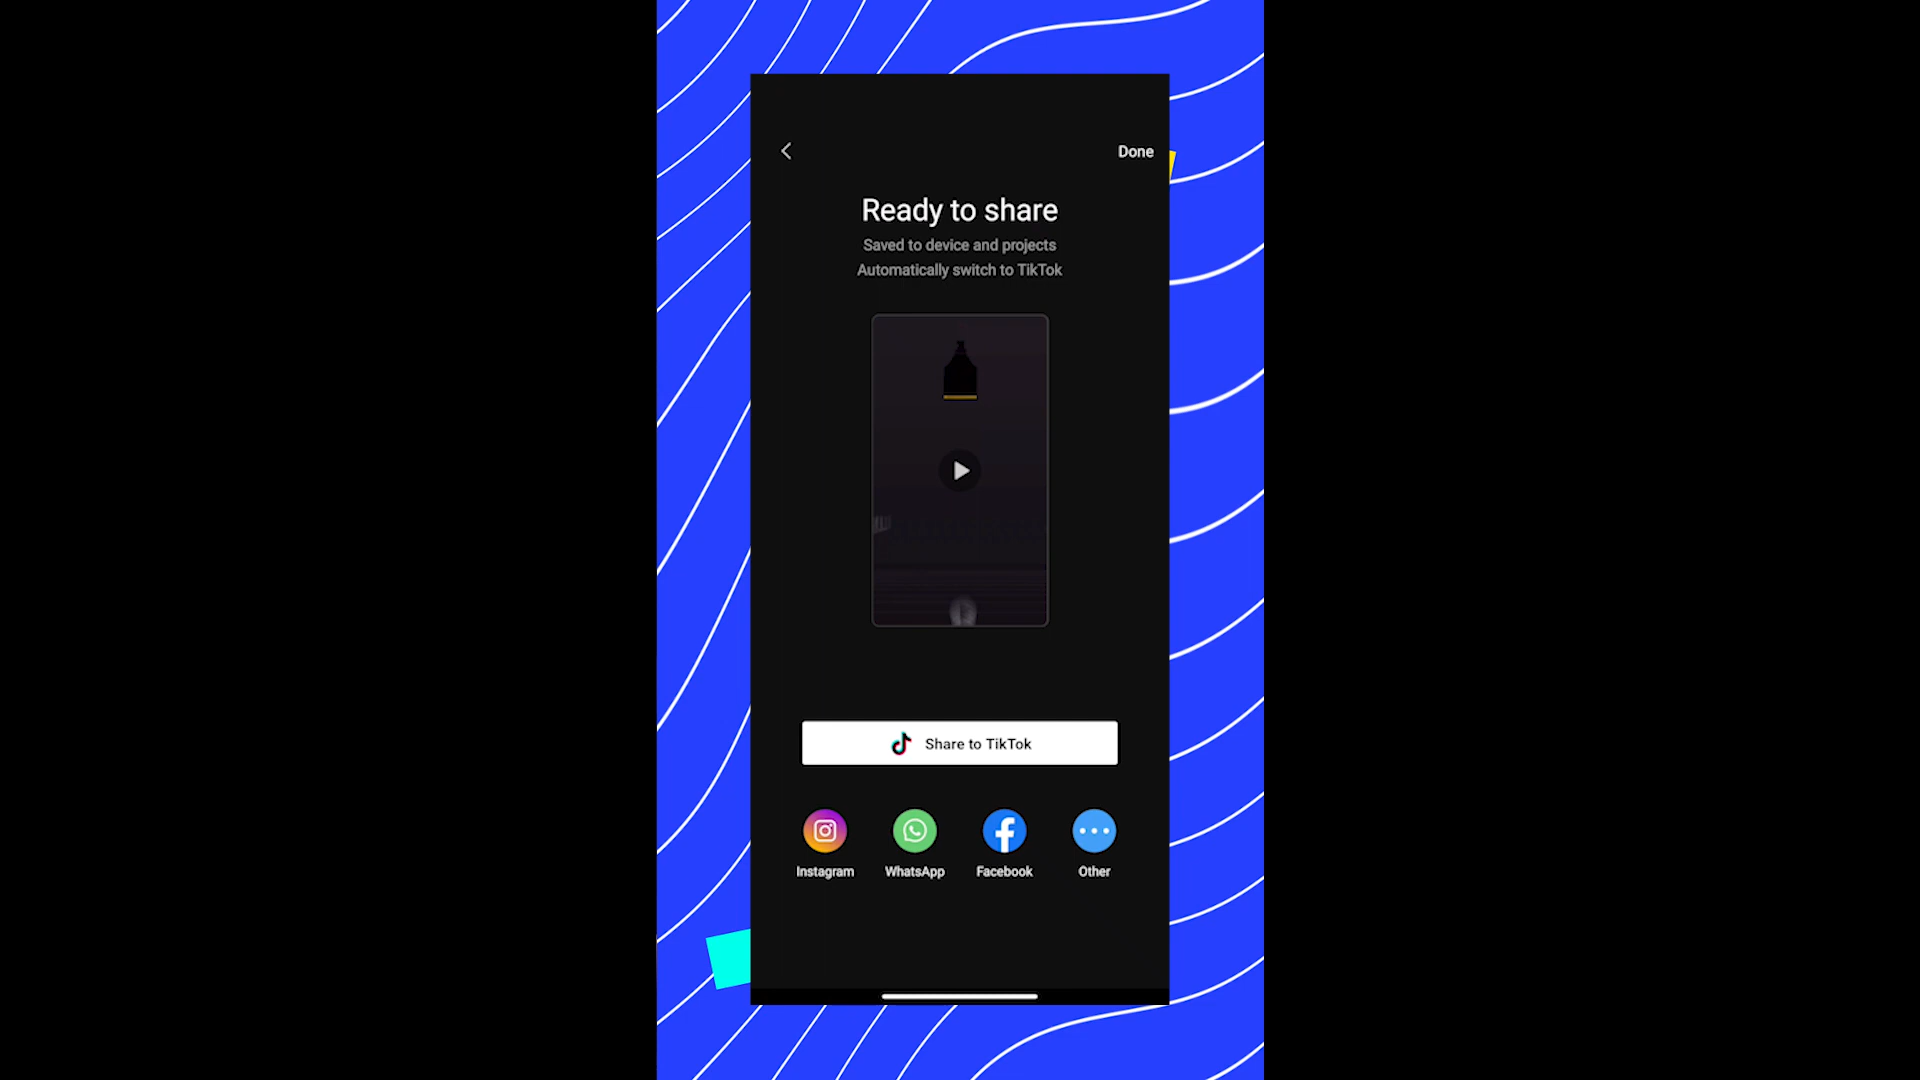 Done
Ready to share
Saved to device and projects
Automatically switch to TikTok
Share to TikTok
Instagram
WhatsApp
Facebook
Other